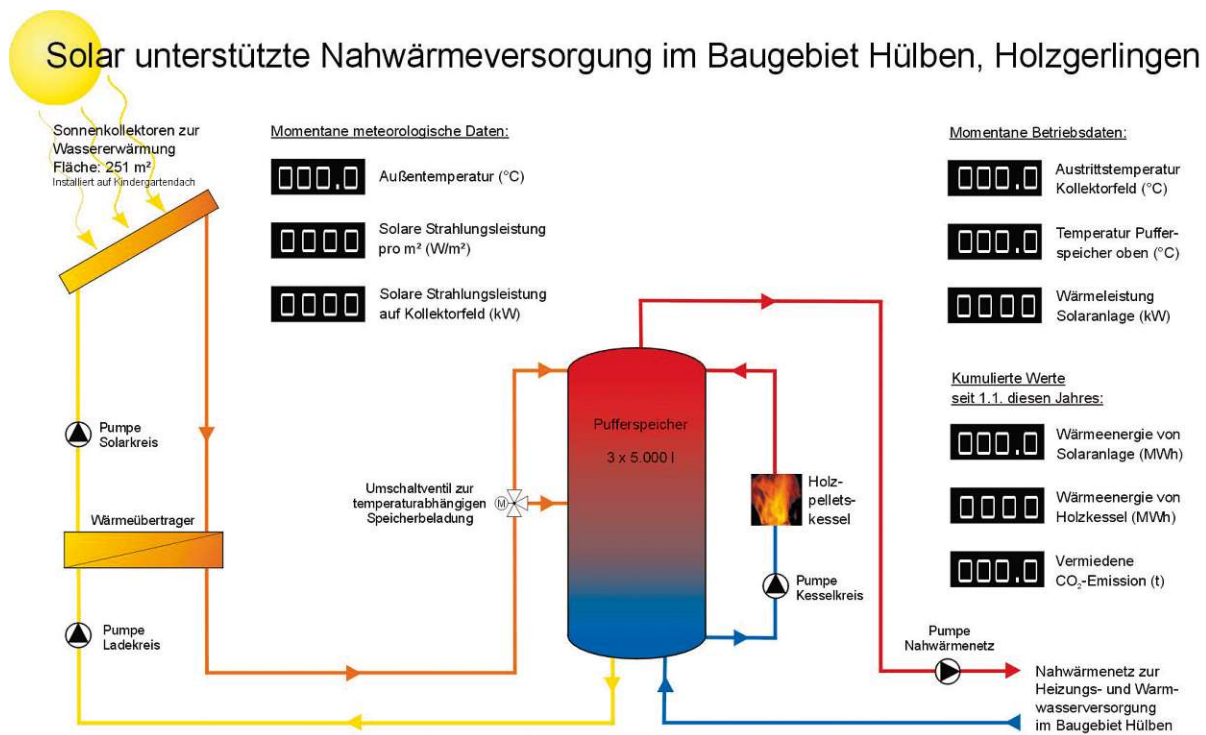 Solar unterstützte Nahwärmeversorgung im Baugebiet Hülben, Holzgerlingen
Sonnenkollektoren zur
Wassererwärmung
Fläche: 251 m²
Installiert auf Kindergartendach
Momentane meteorologische Daten:
000.0
Außentemperatur (°C)
0000
Solare Strahlungsleistung
pro m² (W/m²)
0000
Solare Strahlungsleistung
auf Kollektorfeld (kW)
Momentane Betriebsdaten:
000.0
Austrittstemperatur
Kollektorfeld (°C)
000.0
Temperatur Puffer-
speicher oben (°C)
0000
Wärmeleistung
Solaranlage (kW)
Kumulierte Werte
seit 1.1. diesen Jahres:
000.0
Wärmeenergie von
Solaranlage (MWh)
0000
Wärmeenergie von
Holzkessel (MWh)
000.0
Vermiedene
CO₂-Emission (t)
Pumpe
Solarkreis
Wärmeübertrager
Pumpe
Ladekreis
Umschaltventil zur
temperaturabhängigen
Speicherbeladung
M
Pufferspeicher
3 x 5.000 l
Holz-
pellets-
kessel
Pumpe
Kesselkreis
Pumpe
Nahwärmenetz
Nahwärmenetz zur
Heizungs- und Warm-
wasserversorgung
im Baugebiet Hülben